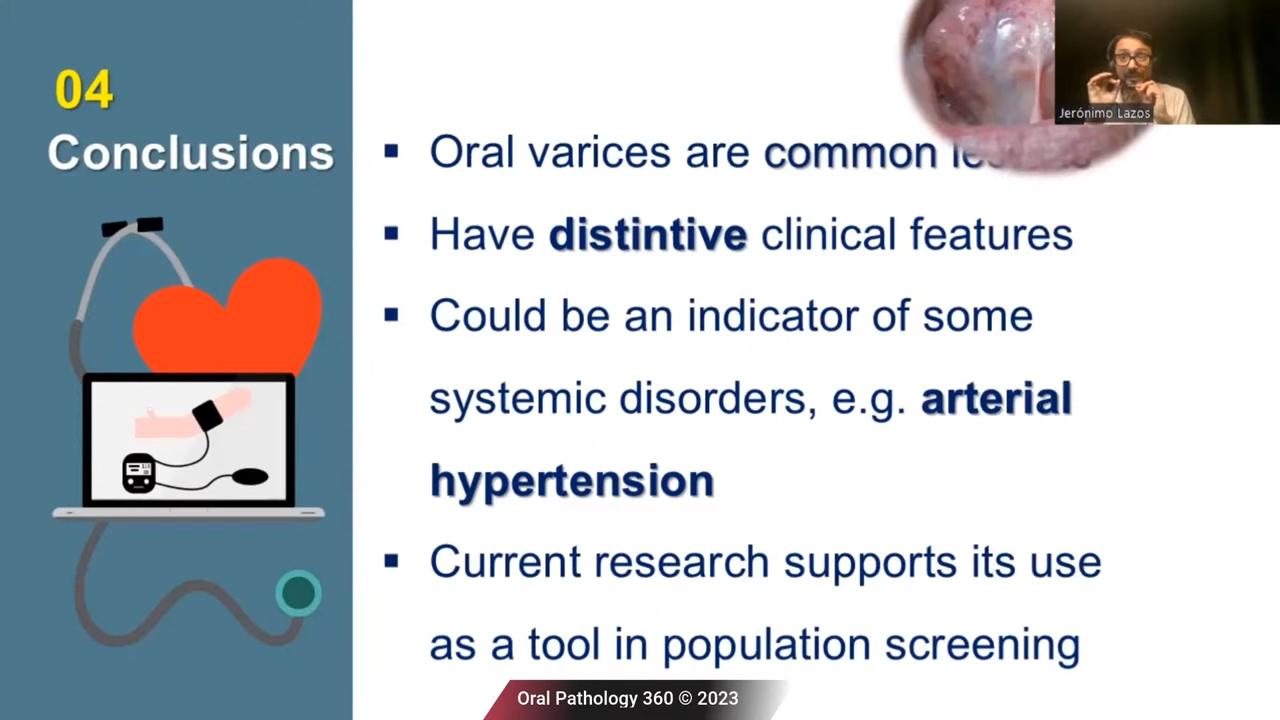 04
Conclusions
Jerónimo Lazos
▪ Oral varices are common
▪ Have distintive clinical features
▪ Could be an indicator of some
systemic disorders, e.g. arterial
hypertension
▪ Current research supports its use
as a tool in population screening
Oral Pathology 360 © 2023